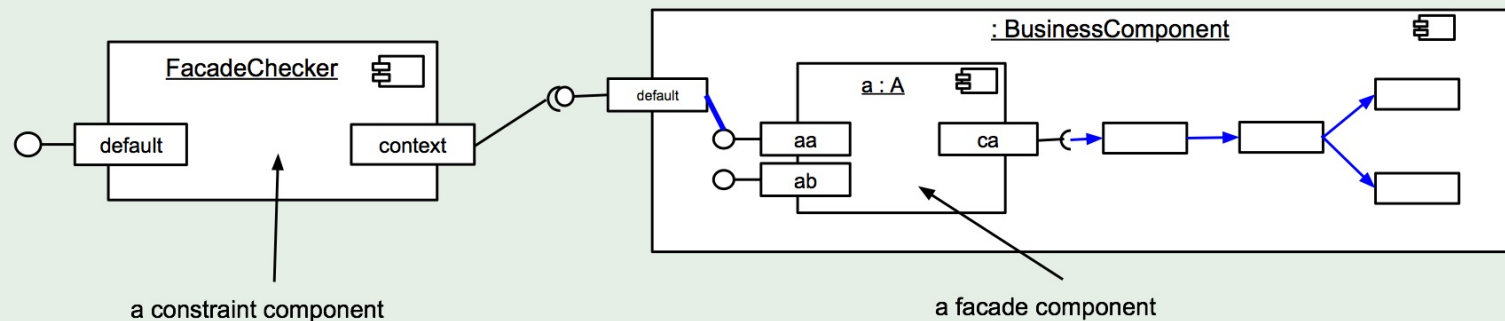 : BusinessComponent
FacadeChecker
a : A
default
default
context
aa
ca
ab
a constraint component
a facade component